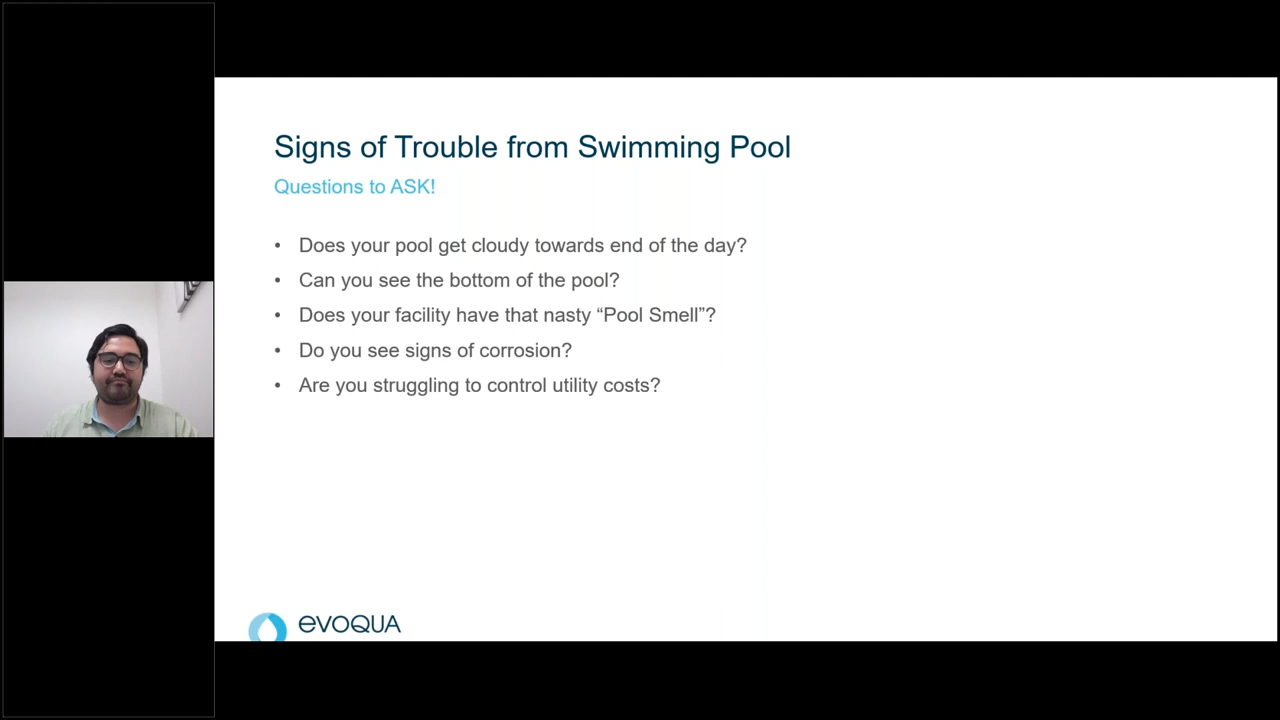 Signs of Trouble from Swimming Pool
Questions to ASK!
• Does your pool get cloudy towards end of the day?
• Can you see the bottom of the pool?
• Does your facility have that nasty “Pool Smell”?
• Do you see signs of corrosion?
• Are you struggling to control utility costs?
evoqua